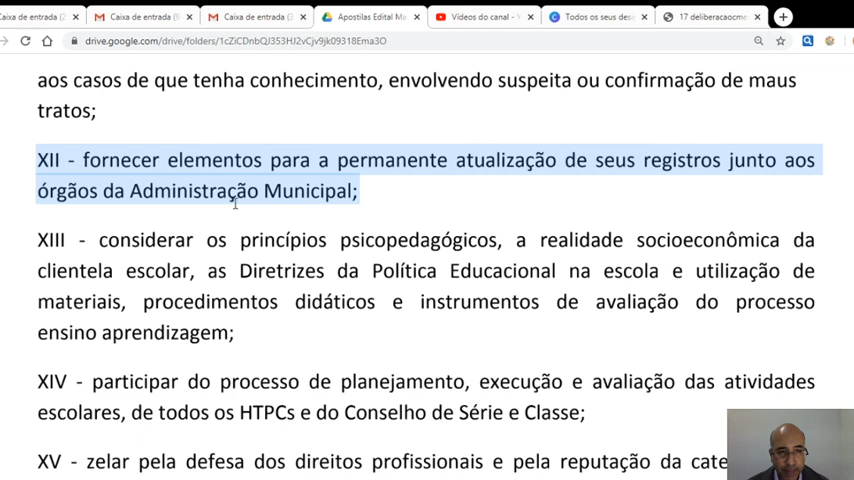 Caixa de entrada (2
Caixa de entrada (
Caixa de entrada (
Apostilas Edital Ma
Vídeos do canal - Y
Todos os seus desi
17 deliberacaocme
drive.google.com/drive/folders/1cZiCDnbQJ353HJ2vCjv9jk09318Ema3O
aos casos de que tenha conhecimento, envolvendo suspeita ou confirmação de maus
tratos;
XII - fornecer elementos para a permanente atualização de seus registros junto aos
órgãos da Administração Municipal;
XIII - considerar os princípios psicopedagógicos, a realidade socioeconômica da
clientela escolar, as Diretrizes da Política Educacional na escola e utilização de
materiais, procedimentos didáticos e instrumentos de avaliação do processo
ensino aprendizagem;
XIV - participar do processo de planejamento, execução e avaliação das atividades
escolares, de todos os HTPCs e do Conselho de Série e Classe;
XV - zelar pela defesa dos direitos profissionais e pela reputação da cate